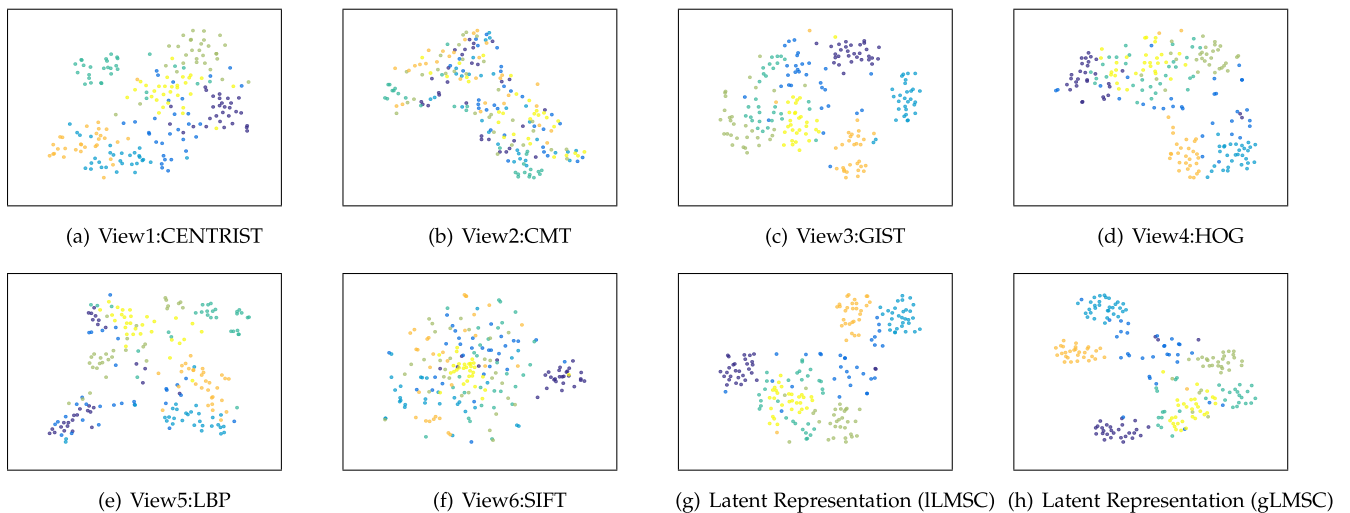 (a) View1:CENTRIST
(b) View2:CMT
(c) View3:GIST
(d) View4:HOG
(e) View5:LBP
(f) View6:SIFT
(g) Latent Representation (lLMSC)
(h) Latent Representation (gLMSC)